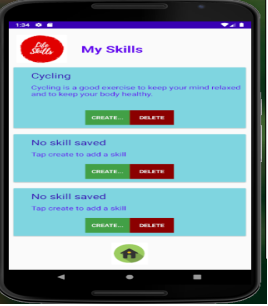 1:34
Life
Skills
My Skills
Cycling
Cycling is a good exercise to keep your mind relaxed
and to keep your body healthy.
CREATE... DELETE
No skill saved
Tap create to add a skill
CREATE... DELETE
No skill saved
Tap create to add a skill
CREATE... DELETE